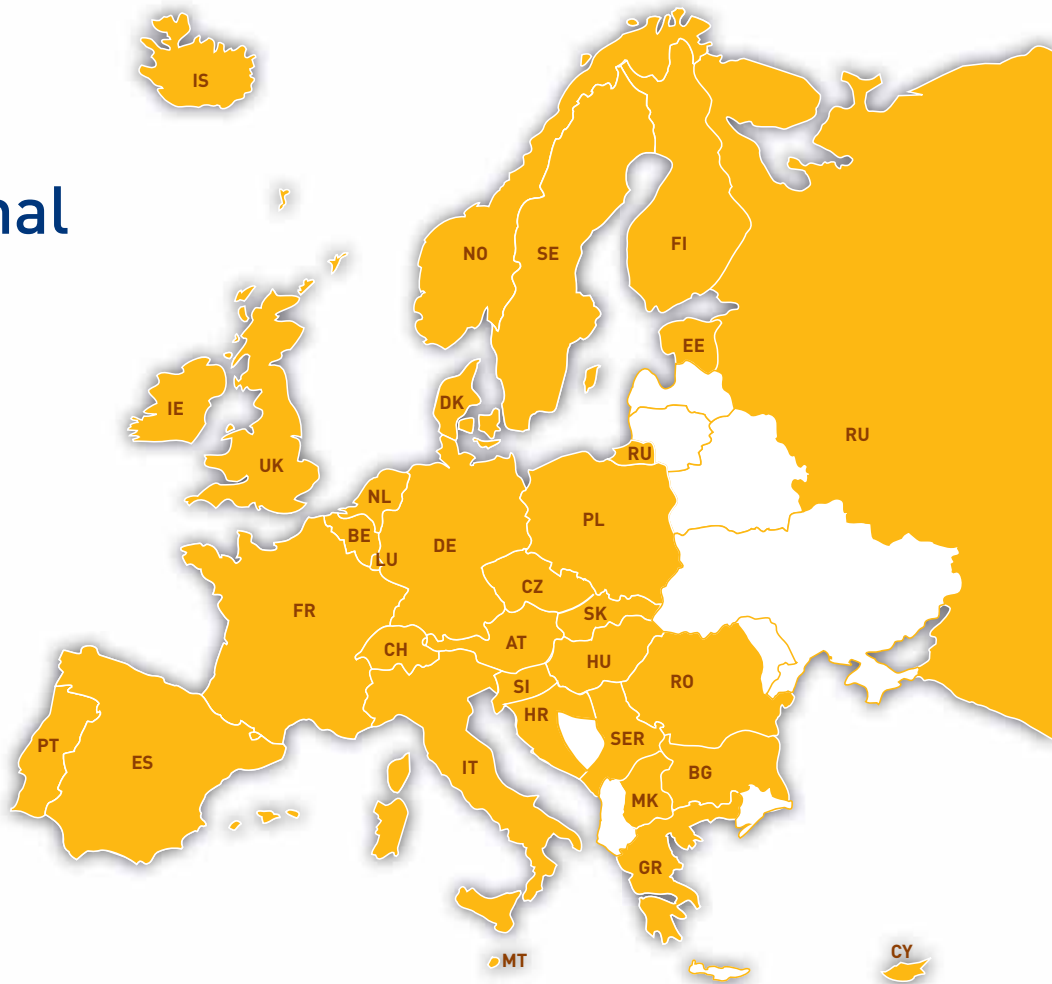 IS
nal
NO
SE
FI
EE
IE
DK
RU
UK
RU
NL
PL
BE
DE
LU
CZ
FR
SK
AT
CH
HU
SI
RO
HR
PT
SER
ES
IT
BG
MK
GR
CY
MT